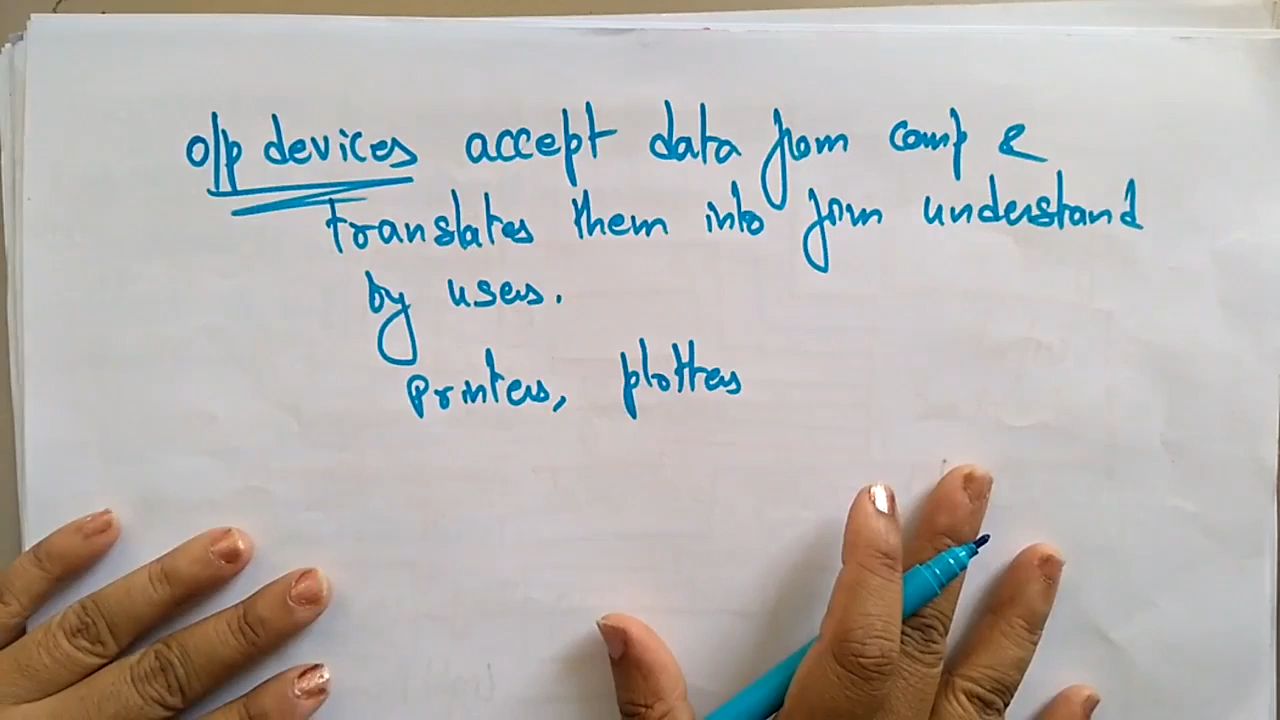 o/p devices accept data from comp &
translates them into form understand
by users.
Printers, plotters